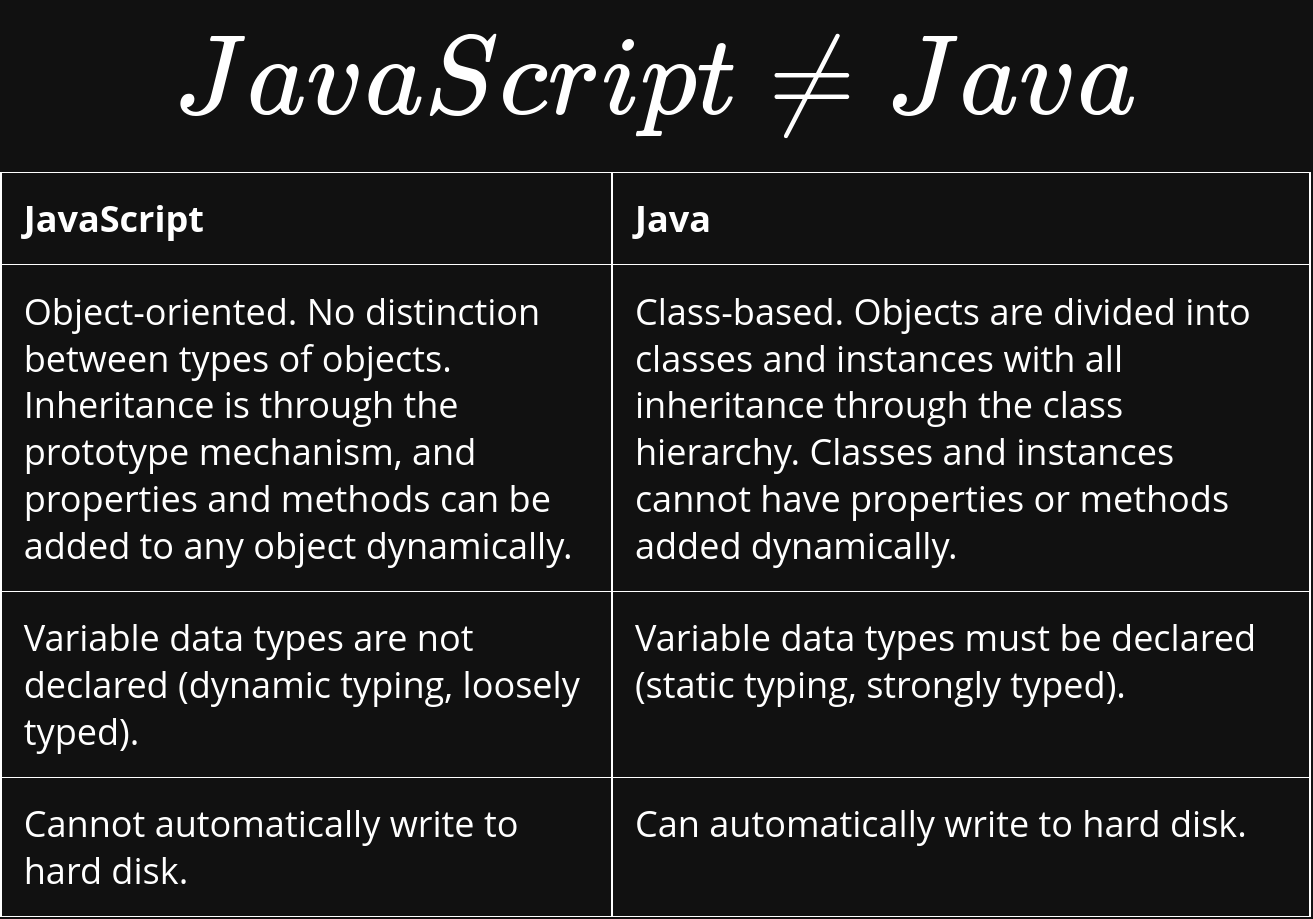 JavaScript ≠ Java
JavaScript
Java
Object-oriented. No distinction
between types of objects.
Inheritance is through the
prototype mechanism, and
properties and methods can be
added to any object dynamically.
Class-based. Objects are divided into
classes and instances with all
inheritance through the class
hierarchy. Classes and instances
cannot have properties or methods
added dynamically.
Variable data types are not
declared (dynamic typing, loosely
typed).
Variable data types must be declared
(static typing, strongly typed).
Cannot automatically write to
hard disk.
Can automatically write to hard disk.